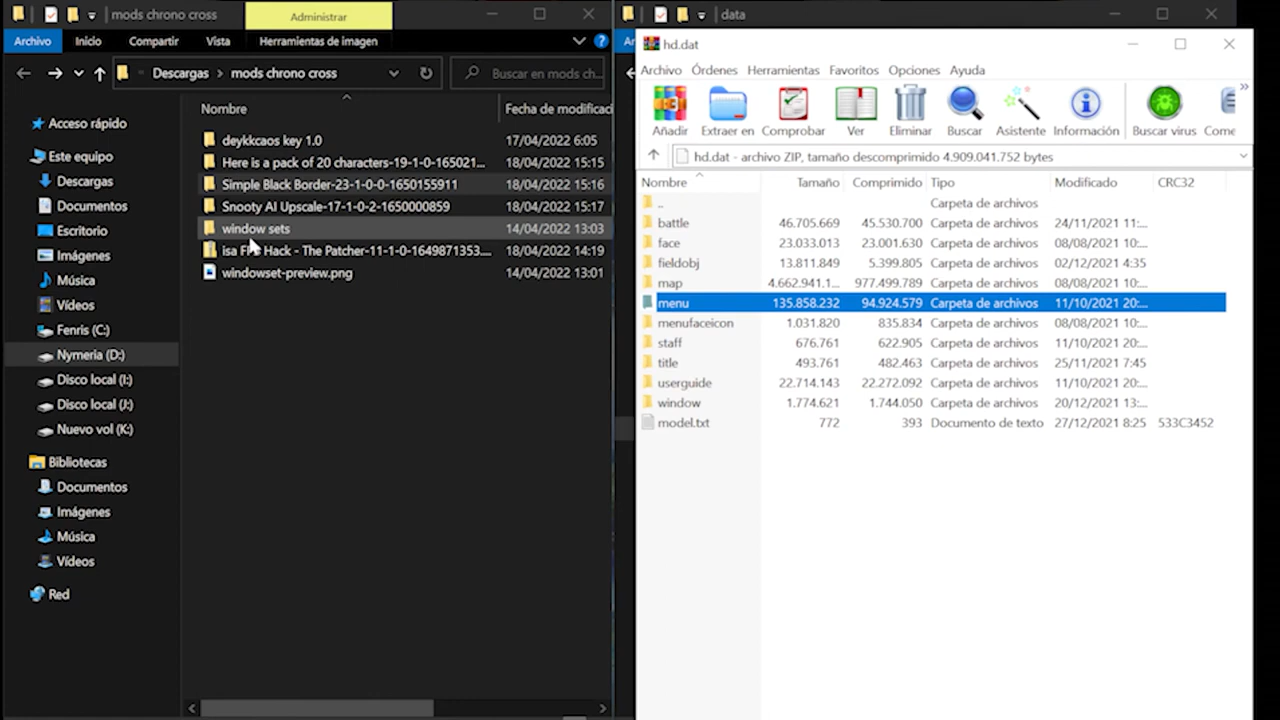 mods chrono cross
Administrar
Archivo
Inicio
Compartir
Vista
Herramientas de imagen
Descargas
mods chrono cross
Buscar en mods ch...
Nombre
Fecha de modificaci
Acceso rápido
Este equipo
Descargas
Documentos
Escritorio
Imágenes
Música
Vídeos
Fenris (C:)
Nymeria (D:)
Disco local (I:)
Disco local (J:)
Nuevo vol (K:)
Bibliotecas
Documentos
Imágenes
Música
Vídeos
Red
deykkcaos key 1.0 17/04/2022 6:05
Here is a pack of 20 characters-19-1-0-165021... 18/04/2022 15:15
Simple Black Border-23-1-0-0-1650155911 18/04/2022 15:16
Snooty AI Upscale-17-1-0-2-1650000859 18/04/2022 15:17
window sets 14/04/2022 13:03
isa Hack - The Patcher-11-1-0-1649871353.... 18/04/2022 14:19
windowset-preview.png 14/04/2022 13:01
data
hd.dat
Archivo Órdenes Herramientas Favoritos Opciones Ayuda
Añadir Extraer en Comprobar Ver Eliminar Buscar Asistente Información Buscar virus Come
hd.dat - archivo ZIP, tamaño descomprimido 4.909.041.752 bytes
Nombre Tamaño Comprimido Tipo Modificado CRC32
.. Carpeta de archivos
battle 46.705.669 45.530.700 Carpeta de archivos 24/11/2021 11:...
face 23.033.013 23.001.630 Carpeta de archivos 08/08/2021 10:...
fieldobj 13.811.849 5.399.805 Carpeta de archivos 02/12/2021 4:35
map 4.662.941.1... 977.499.789 Carpeta de archivos 08/08/2021 10:...
menu 135.858.232 94.924.579 Carpeta de archivos 11/10/2021 20:...
menufaceicon 1.031.820 835.834 Carpeta de archivos 08/08/2021 10:...
staff 676.761 622.905 Carpeta de archivos 11/10/2021 20:...
title 493.761 482.463 Carpeta de archivos 25/11/2021 7:45
userguide 22.714.143 22.272.092 Carpeta de archivos 11/10/2021 20:...
window 1.774.621 1.744.050 Carpeta de archivos 20/12/2021 13:...
model.txt 772 393 Documento de texto 27/12/2021 8:25 533C3452